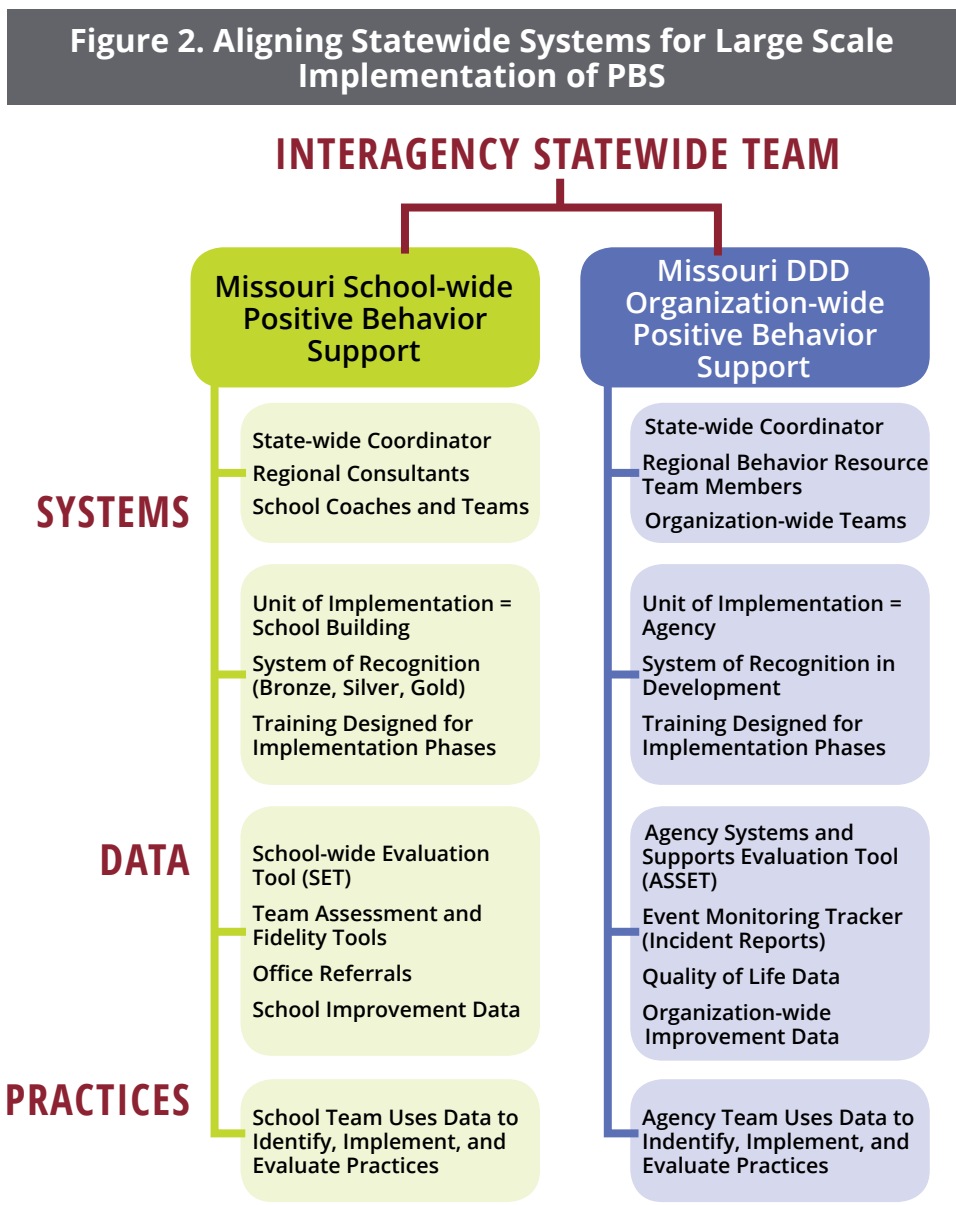 Figure 2. Aligning Statewide Systems for Large Scale
Implementation of PBS
INTERAGENCY STATEWIDE TEAM
Missouri School-wide
Positive Behavior
Support
Missouri DDD
Organization-wide
Positive Behavior
Support
SYSTEMS
State-wide Coordinator
Regional Consultants
School Coaches and Teams
State-wide Coordinator
Regional Behavior Resource
Team Members
Organization-wide Teams
Unit of Implementation =
School Building
System of Recognition
(Bronze, Silver, Gold)
Training Designed for
Implementation Phases
Unit of Implementation =
Agency
System of Recognition in
Development
Training Designed for
Implementation Phases
DATA
School-wide Evaluation
Tool (SET)
Team Assessment and
Fidelity Tools
Office Referrals
School Improvement Data
Agency Systems and
Supports Evaluation Tool
(ASSET)
Event Monitoring Tracker
(Incident Reports)
Quality of Life Data
Organization-wide
Improvement Data
PRACTICES
School Team Uses Data to
Identify, Implement, and
Evaluate Practices
Agency Team Uses Data to
Indentify, Implement, and
Evaluate Practices